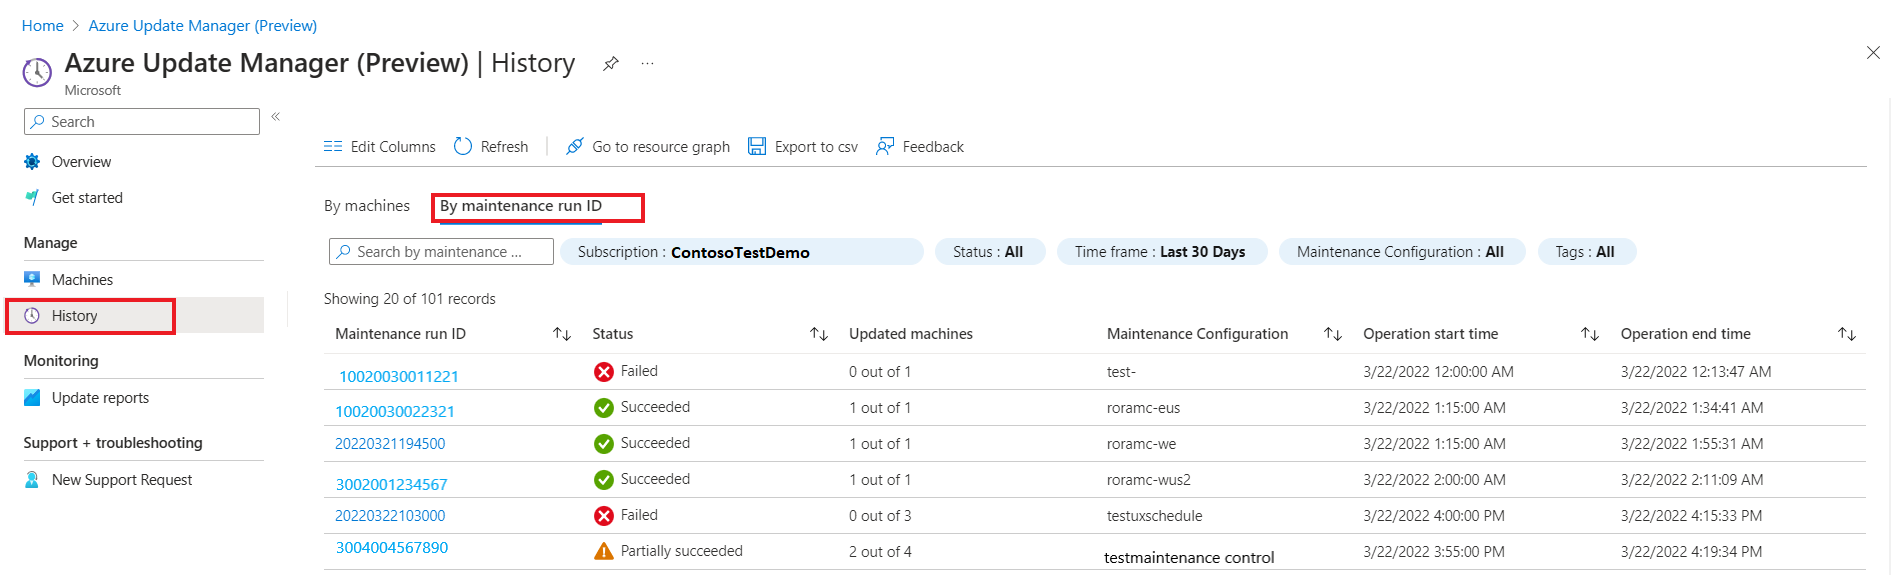 Home > Azure Update Manager (Preview)
Azure Update Manager (Preview) | History
Microsoft
Search
Overview
Get started
Manage
Machines
History
Monitoring
Update reports
Support + troubleshooting
New Support Request
Edit Columns Refresh Go to resource graph Export to csv Feedback
By machines By maintenance run ID
Search by maintenance ... Subscription : ContosoTestDemo Status : All Time frame : Last 30 Days Maintenance Configuration : All Tags : All
Showing 20 of 101 records
Maintenance run ID Status Updated machines Maintenance Configuration Operation start time Operation end time
10020030011221 Failed 0 out of 1 test- 3/22/2022 12:00:00 AM 3/22/2022 12:13:47 AM
10020030022321 Succeeded 1 out of 1 roramc-eus 3/22/2022 1:15:00 AM 3/22/2022 1:34:41 AM
20220321194500 Succeeded 1 out of 1 roramc-we 3/22/2022 1:15:00 AM 3/22/2022 1:55:31 AM
3002001234567 Succeeded 1 out of 1 roramc-wus2 3/22/2022 2:00:00 AM 3/22/2022 2:11:09 AM
20220322103000 Failed 0 out of 3 testuxschedule 3/22/2022 4:00:00 PM 3/22/2022 4:15:33 PM
3004004567890 Partially succeeded 2 out of 4 testmaintenance control 3/22/2022 3:55:00 PM 3/22/2022 4:19:34 PM